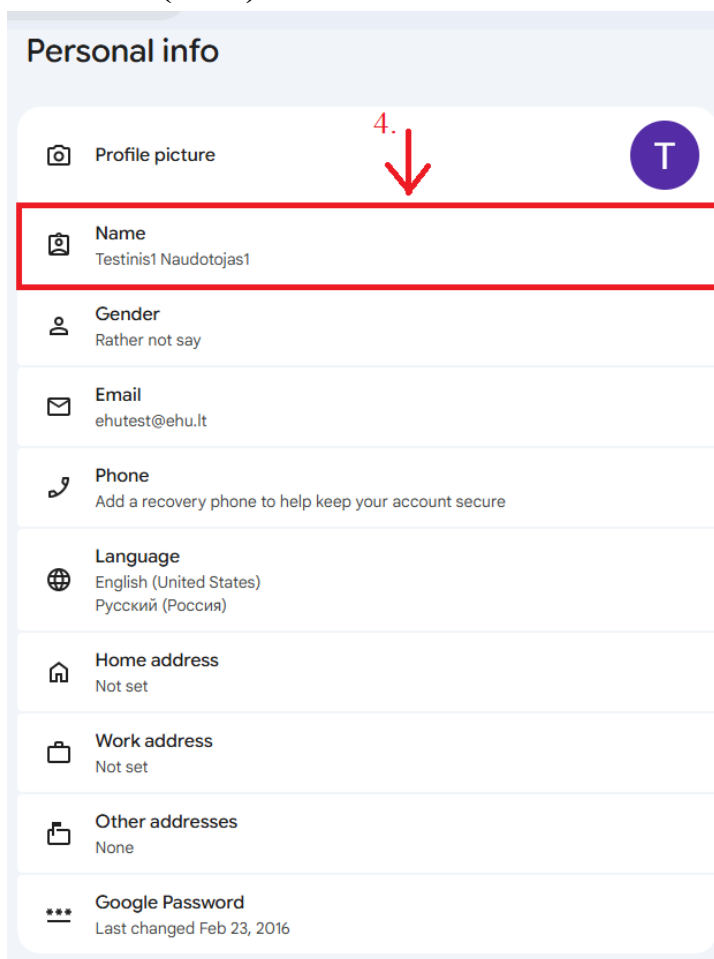 Personal info
4.
Profile picture
T
Name
Testinis1 Naudotojas1
Gender
Rather not say
Email
ehutest@ehu.lt
Phone
Add a recovery phone to help keep your account secure
Language
English (United States)
Русский (Россия)
Home address
Not set
Work address
Not set
Other addresses
None
Google Password
Last changed Feb 23, 2016